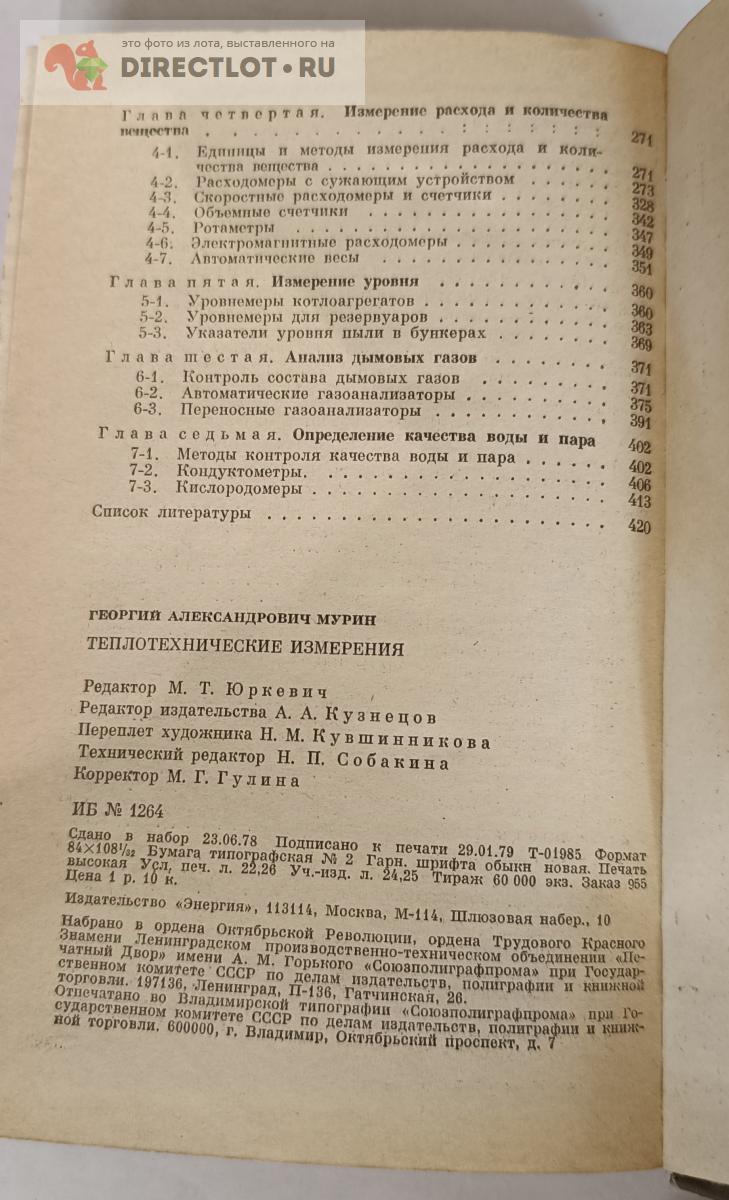 это фото из лота, выставленного на
DIRECTLOT.RU
Глава четвертая. Измерение расхода и количества
вещества . . . . . . . . . . . . . . . 271
4-1. Единицы и методы измерения расхода и коли-
чества вещества . . . . . . . . . . . . 271
4-2. Расходомеры с сужающим устройством . . . . . 273
4-3. Скоростные расходомеры и счетчики . . . . . . 328
4-4. Объемные счетчики . . . . . . . . . . . 342
4-5. Ротаметры . . . . . . . . . . . . . . 347
4-6. Электромагнитные расходомеры . . . . . . . 349
4-7. Автоматические весы . . . . . . . . . . . 351
Глава пятая. Измерение уровня . . . . . . . . . 360
5-1. Уровнемеры котлоагрегатов . . . . . . . . . 360
5-2. Уровнемеры для резервуаров . . . . . . . . 363
5-3. Указатели уровня пыли в бункерах . . . . . . 369
Глава шестая. Анализ дымовых газов . . . . . . . 371
6-1. Контроль состава дымовых газов . . . . . . . 371
6-2. Автоматические газоанализаторы . . . . . . . 375
6-3. Переносные газоанализаторы . . . . . . . . 391
Глава седьмая. Определение качества воды и пара 402
7-1. Методы контроля качества воды и пара . . . . . 402
7-2. Кондуктометры. . . . . . . . . . . . . 406
7-3. Кислородомеры . . . . . . . . . . . . . 413
Список литературы . . . . . . . . . . . . . . 420
ГЕОРГИЙ АЛЕКСАНДРОВИЧ МУРИН
ТЕПЛОТЕХНИЧЕСКИЕ ИЗМЕРЕНИЯ
Редактор М. Т. Юркевич
Редактор издательства А. А. Кузнецов
Переплет художника Н. М. Кувшинникова
Технический редактор Н. П. Собакина
Корректор М. Г. Гулина
ИБ № 1264
Сдано в набор 23.06.78 Подписано к печати 29.01.79 Т-01985 Формат
84×108¹/₃₂ Бумага типографская № 2 Гарн. шрифта обыкн новая. Печать
высокая Усл. печ. л. 22,26 Уч.-изд. л. 24,25 Тираж 60 000 экз. Заказ 955
Цена 1 р. 10 к.
Издательство «Энергия», 113114, Москва, М-114, Шлюзовая набер., 10
Набрано в ордена Октябрьской Революции, ордена Трудового Красного
Знамени Ленинградском производственно-техническом объединении «Пе-
чатный Двор» имени А. М. Горького «Союзполиграфпрома» при Государ-
ственном комитете СССР по делам издательств, полиграфии и книжной
торговли. 197136, Ленинград, П-136, Гатчинская, 26.
Отпечатано во Владимирской типографии «Союзполиграфпрома» при Го-
сударственном комитете СССР по делам издательств, полиграфии и книж-
ной торговли. 600000, г. Владимир, Октябрьский проспект, д. 7